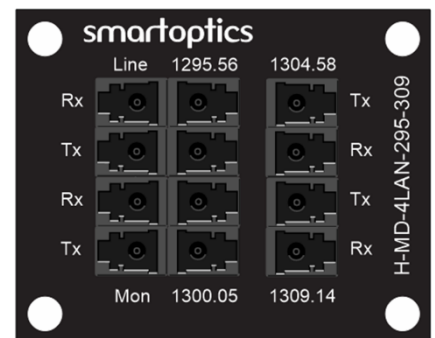 smartoptics
Line 1295.56 1304.58
Rx Tx
Tx Rx
Rx Tx
Tx Rx
Mon 1300.05 1309.14
H-MD-4LAN-295-309